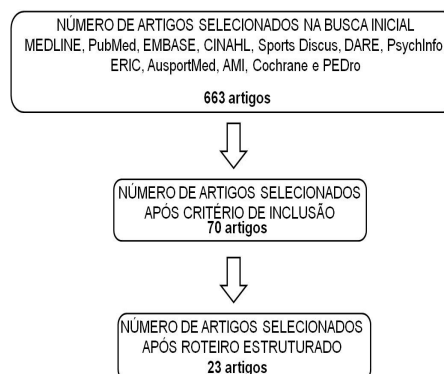 NÚMERO DE ARTIGOS SELECIONADOS NA BUSCA INICIAL
MEDLINE, PubMed, EMBASE, CINAHL, Sports Discus, DARE, PsychInfo
ERIC, AusportMed, AMI, Cochrane e PEDro
663 artigos
NÚMERO DE ARTIGOS SELECIONADOS
APÓS CRITÉRIO DE INCLUSÃO
70 artigos
NÚMERO DE ARTIGOS SELECIONADOS
APÓS ROTEIRO ESTRUTURADO
23 artigos